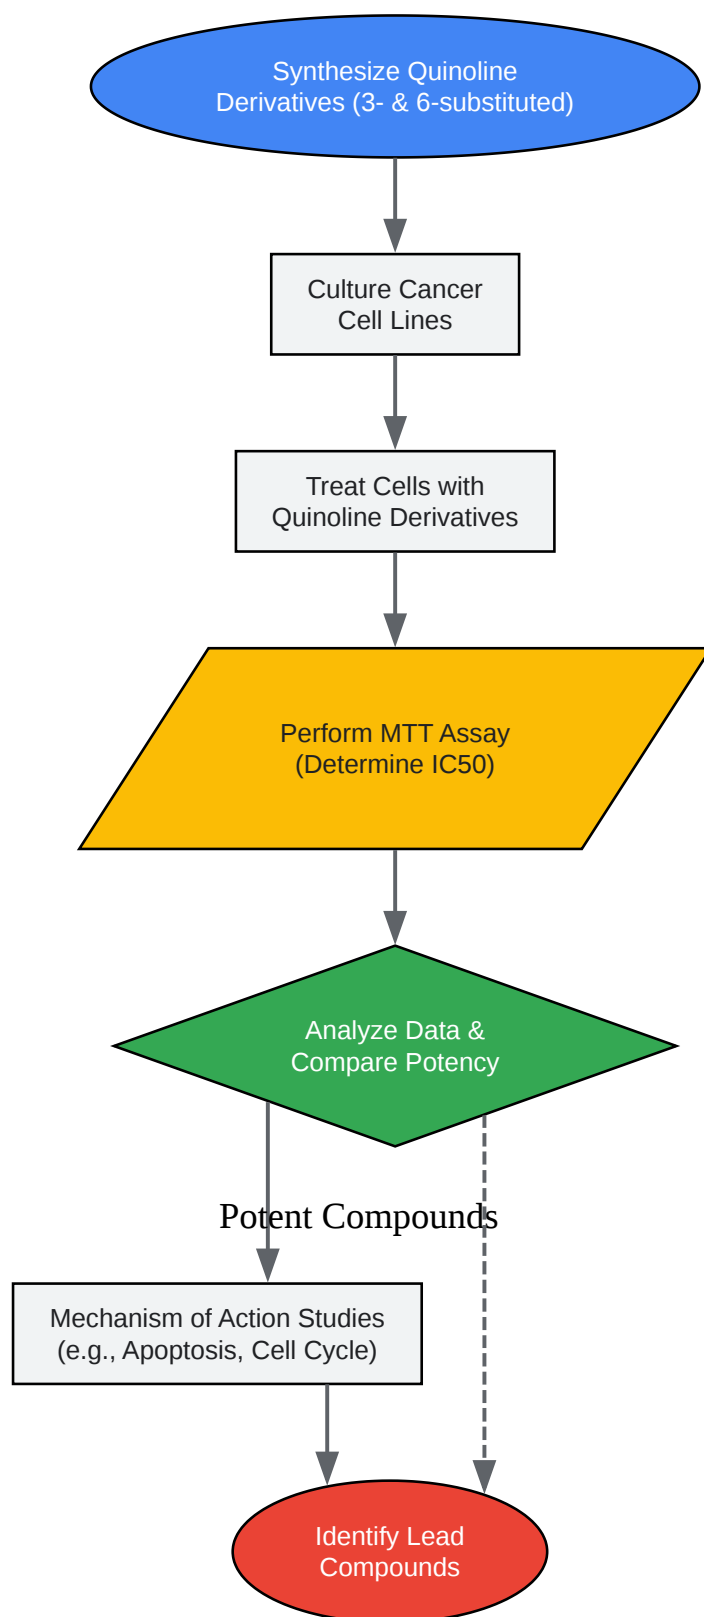 Synthesize Quinoline
Derivatives (3- & 6-substituted)
Culture Cancer
Cell Lines
Treat Cells with
Quinoline Derivatives
Perform MTT Assay
(Determine IC50)
Analyze Data &
Compare Potency
Potent Compounds
Mechanism of Action Studies
(e.g., Apoptosis, Cell Cycle)
Identify Lead
Compounds